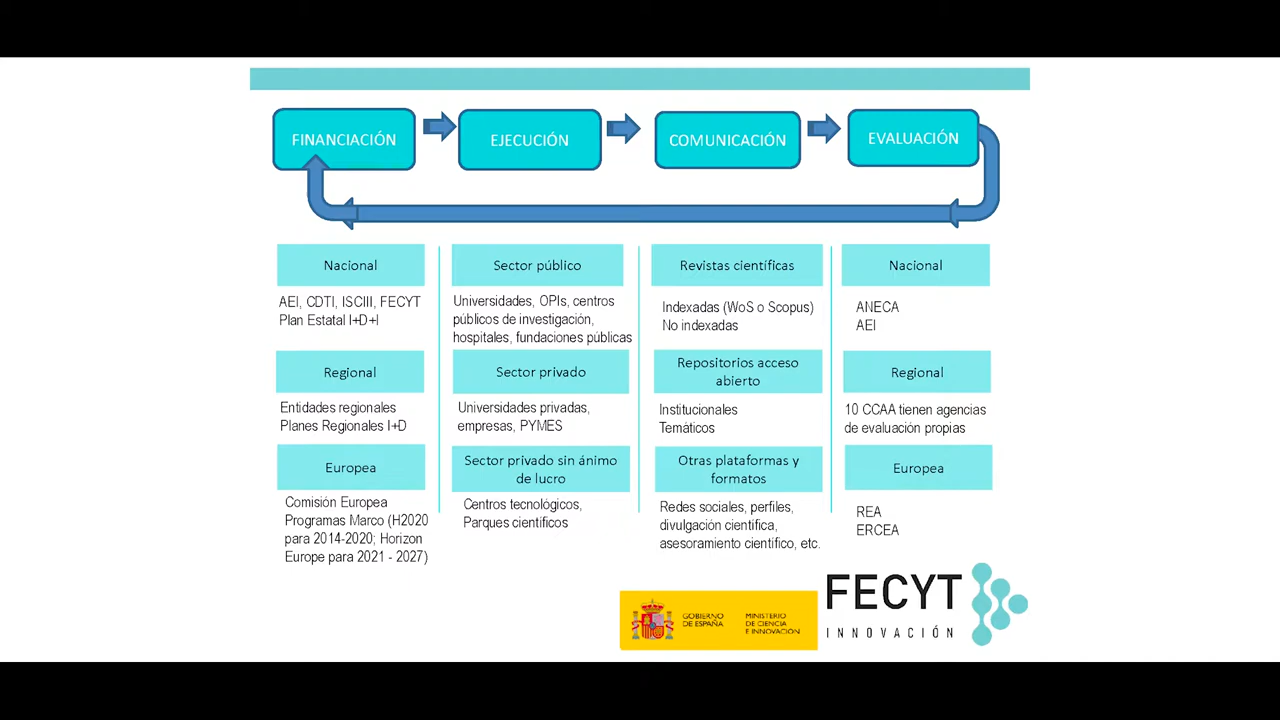 FINANCIACIÓN
EJECUCIÓN
COMUNICACIÓN
EVALUACIÓN
Nacional
AEI, CDTI, ISCIII, FECYT
Plan Estatal I+D+I
Regional
Entidades regionales
Planes Regionales I+D
Europea
Comisión Europea
Programas Marco (H2020
para 2014-2020; Horizon
Europe para 2021 - 2027)
Sector público
Universidades, OPIs, centros
públicos de investigación,
hospitales, fundaciones públicas
Sector privado
Universidades privadas,
empresas, PYMES
Sector privado sin ánimo
de lucro
Centros tecnológicos,
Parques científicos
Revistas científicas
Indexadas (WoS o Scopus)
No indexadas
Repositorios acceso
abierto
Institucionales
Temáticos
Otras plataformas y
formatos
Redes sociales, perfiles,
divulgación científica,
asesoramiento científico, etc.
Nacional
ANECA
AEI
Regional
10 CCAA tienen agencias
de evaluación propias
Europea
REA
ERCEA
GOBIERNO
DE ESPAÑA
MINISTERIO
DE CIENCIA
E INNOVACIÓN
FECYT
INNOVACIÓN